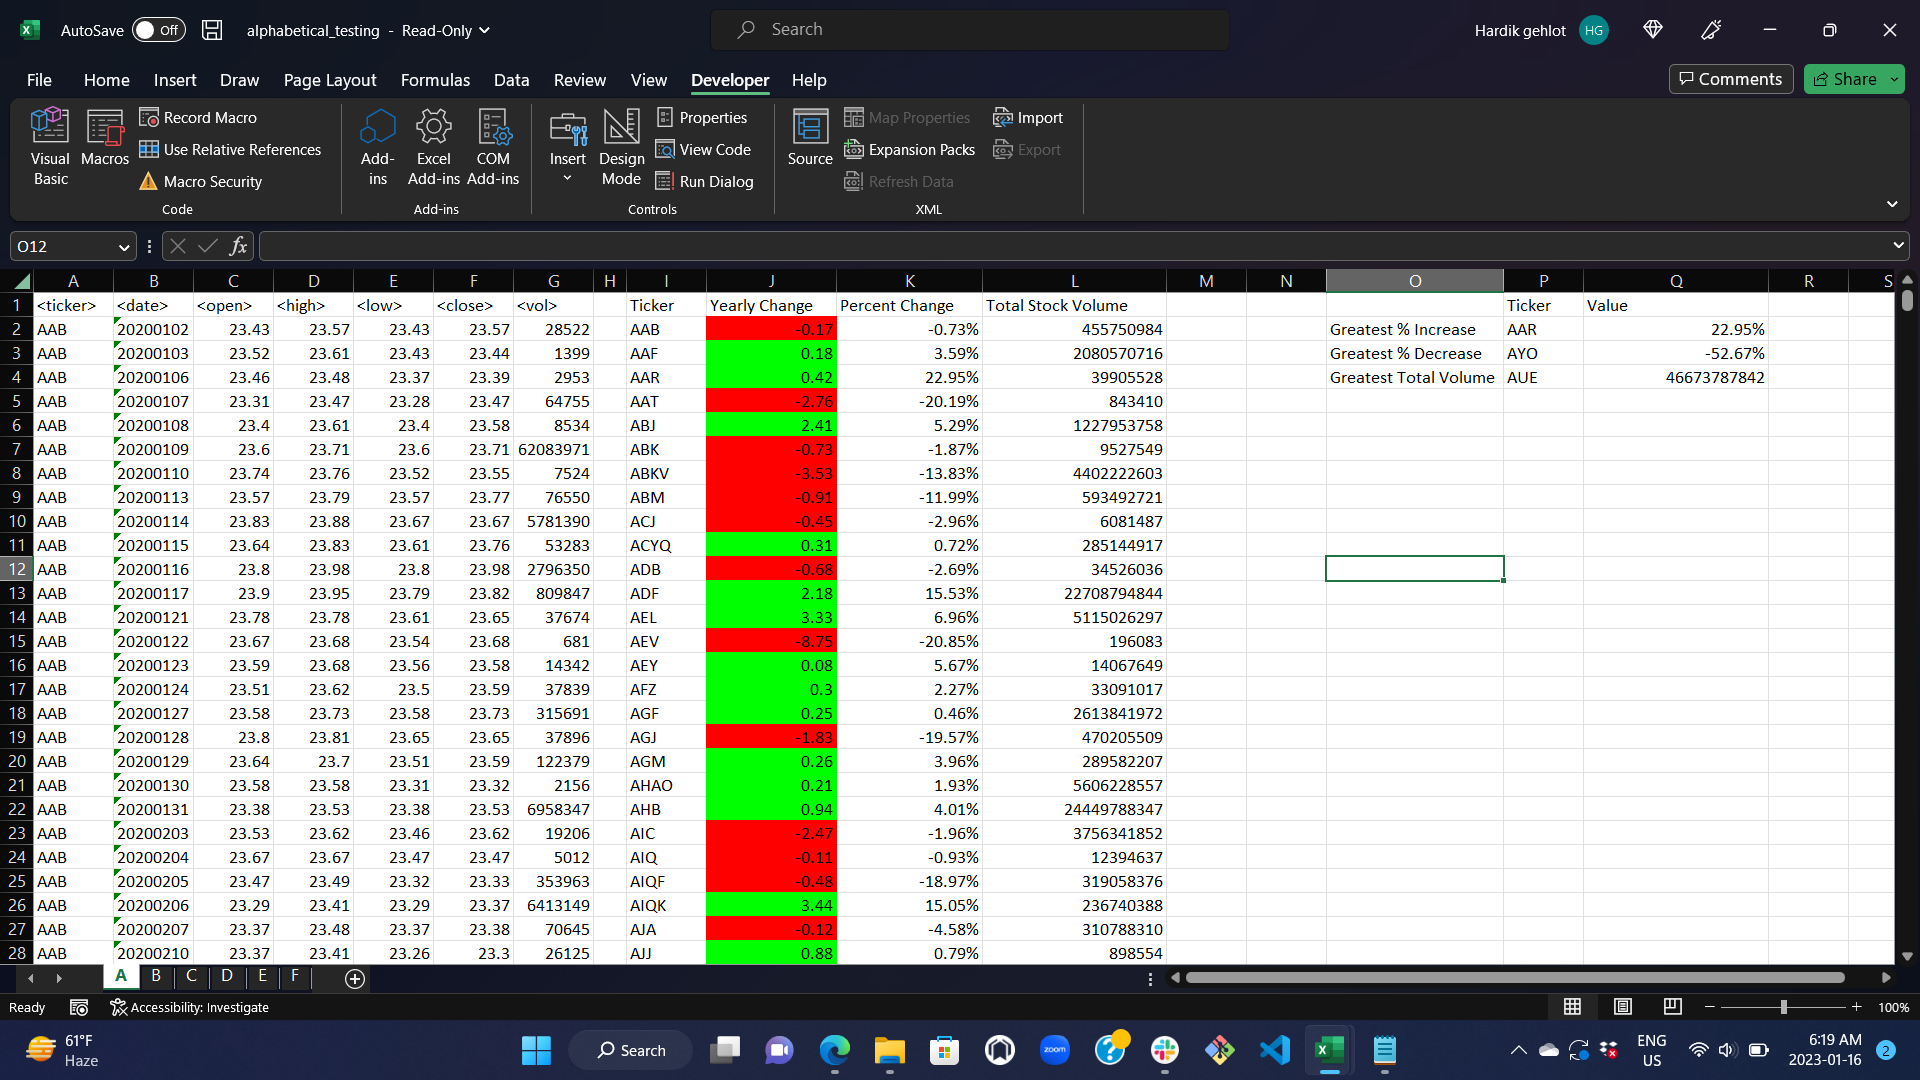 AutoSave Off alphabetical_testing - Read-Only Search Hardik gehlot HG
File Home Insert Draw Page Layout Formulas Data Review View Developer Help Comments Share
Visual Basic
Macros
Record Macro
Use Relative References
Macro Security
Code
Add-ins
Excel Add-ins
COM Add-ins
Add-ins
Insert
Design Mode
Properties
View Code
Run Dialog
Controls
Source
Map Properties
Expansion Packs
Refresh Data
Import
Export
XML
O12 fx
A B C D E F G H I J K L M N O P Q R S
1 <ticker> <date> <open> <high> <low> <close> <vol> Ticker Yearly Change Percent Change Total Stock Volume Ticker Value
2 AAB 20200102 23.43 23.57 23.43 23.57 28522 AAB -0.17 -0.73% 455750984 Greatest % Increase AAR 22.95%
3 AAB 20200103 23.52 23.61 23.43 23.44 1399 AAF 0.18 3.59% 2080570716 Greatest % Decrease AYO -52.67%
4 AAB 20200106 23.46 23.48 23.37 23.39 2953 AAR 0.42 22.95% 39905528 Greatest Total Volume AUE 46673787842
5 AAB 20200107 23.31 23.47 23.28 23.47 64755 AAT -2.76 -20.19% 843410
6 AAB 20200108 23.4 23.61 23.4 23.58 8534 ABJ 2.41 5.29% 1227953758
7 AAB 20200109 23.6 23.71 23.6 23.71 62083971 ABK -0.73 -1.87% 9527549
8 AAB 20200110 23.74 23.76 23.52 23.55 7524 ABKV -3.53 -13.83% 4402222603
9 AAB 20200113 23.57 23.79 23.57 23.77 76550 ABM -0.91 -11.99% 593492721
10 AAB 20200114 23.83 23.88 23.67 23.67 5781390 ACJ -0.45 -2.96% 6081487
11 AAB 20200115 23.64 23.83 23.61 23.76 53283 ACYQ 0.31 0.72% 285144917
12 AAB 20200116 23.8 23.98 23.8 23.98 2796350 ADB -0.68 -2.69% 34526036
13 AAB 20200117 23.9 23.95 23.79 23.82 809847 ADF 2.18 15.53% 22708794844
14 AAB 20200121 23.78 23.78 23.61 23.65 37674 AEL 3.33 6.96% 5115026297
15 AAB 20200122 23.67 23.68 23.54 23.68 681 AEV -8.75 -20.85% 196083
16 AAB 20200123 23.59 23.68 23.56 23.58 14342 AEY 0.08 5.67% 14067649
17 AAB 20200124 23.51 23.62 23.5 23.59 37839 AFZ 0.3 2.27% 33091017
18 AAB 20200127 23.58 23.73 23.58 23.73 315691 AGF 0.25 0.46% 2613841972
19 AAB 20200128 23.8 23.81 23.65 23.65 37896 AGJ -1.83 -19.57% 470205509
20 AAB 20200129 23.64 23.7 23.51 23.59 122379 AGM 0.26 3.96% 289582207
21 AAB 20200130 23.58 23.58 23.31 23.32 2156 AHAO 0.21 1.93% 5606228557
22 AAB 20200131 23.38 23.53 23.38 23.53 6958347 AHB 0.94 4.01% 24449788347
23 AAB 20200203 23.53 23.62 23.46 23.62 19206 AIC -2.47 -1.96% 3756341852
24 AAB 20200204 23.67 23.67 23.47 23.47 5012 AIQ -0.11 -0.93% 12394637
25 AAB 20200205 23.47 23.49 23.32 23.33 353963 AIQF -0.48 -18.97% 319058376
26 AAB 20200206 23.29 23.41 23.29 23.37 6413149 AIQK 3.44 15.05% 236740388
27 AAB 20200207 23.37 23.48 23.37 23.38 70645 AJA -0.12 -4.58% 310788310
28 AAB 20200210 23.37 23.41 23.26 23.3 26125 AJJ 0.88 0.79% 898554
A B C D E F
Ready Accessibility: Investigate 100%
61°F
Haze
Search
zoom
ENG
US
6:19 AM
2023-01-16
2